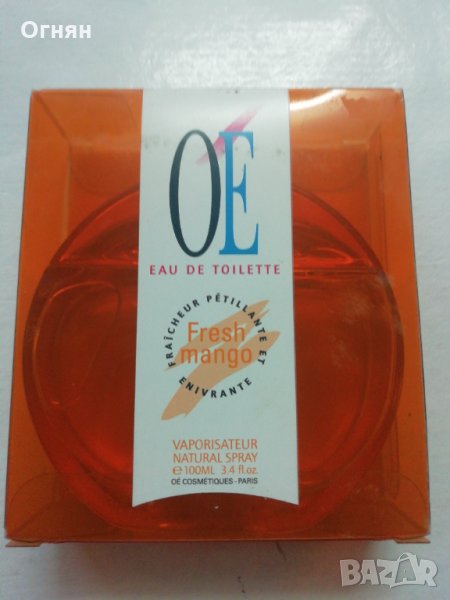 Огнян
OÉ
EAU DE TOILETTE
FRAÎCHEUR PÉTILLANTE ET ENIVRANTE
Fresh
mango
VAPORISATEUR
NATURAL SPRAY
℮100ML 3.4 fl.oz.
OÉ COSMÉTIQUES - PARIS
BAZAR